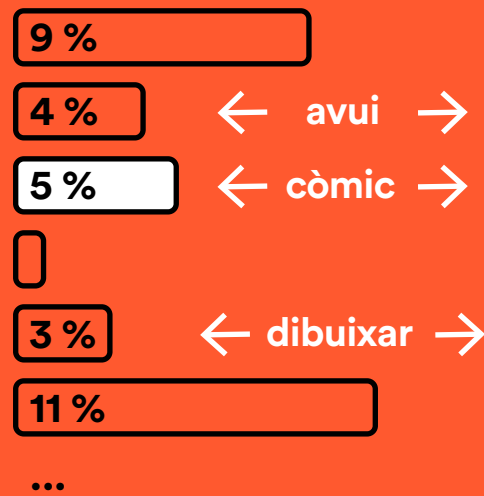 9 %
4 % ← avui →
5 % ← còmic →
3 % ← dibuixar →
11 %
...